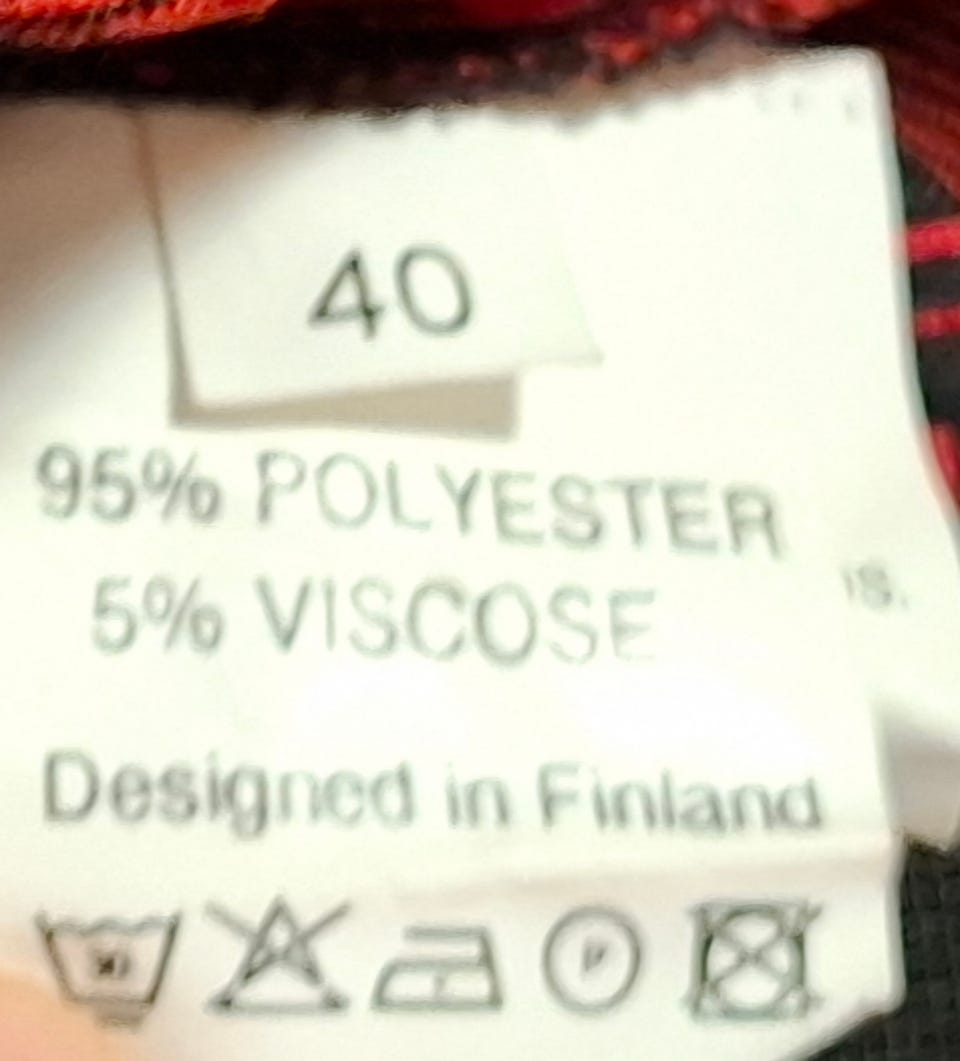 40
95% POLYESTER
5% VISCOSE
Designed in Finland
P